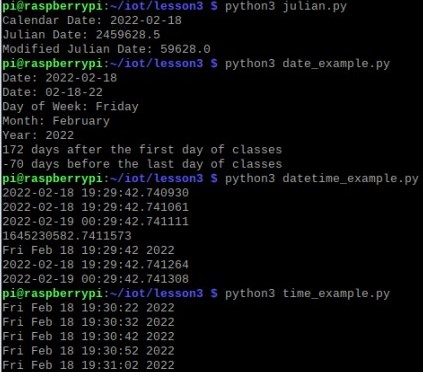 pi@raspberrypi:~/iot/lesson3 $ python3 julian.py
Calendar Date: 2022-02-18
Julian Date: 2459628.5
Modified Julian Date: 59628.0
pi@raspberrypi:~/iot/lesson3 $ python3 date_example.py
Date: 2022-02-18
Date: 02-18-22
Day of Week: Friday
Month: February
Year: 2022
172 days after the first day of classes
-70 days before the last day of classes
pi@raspberrypi:~/iot/lesson3 $ python3 datetime_example.py
2022-02-18 19:29:42.740930
2022-02-18 19:29:42.741061
2022-02-19 00:29:42.741111
1645230582.7411573
Fri Feb 18 19:29:42 2022
2022-02-18 19:29:42.741264
2022-02-19 00:29:42.741308
pi@raspberrypi:~/iot/lesson3 $ python3 time_example.py
Fri Feb 18 19:30:22 2022
Fri Feb 18 19:30:32 2022
Fri Feb 18 19:30:42 2022
Fri Feb 18 19:30:52 2022
Fri Feb 18 19:31:02 2022